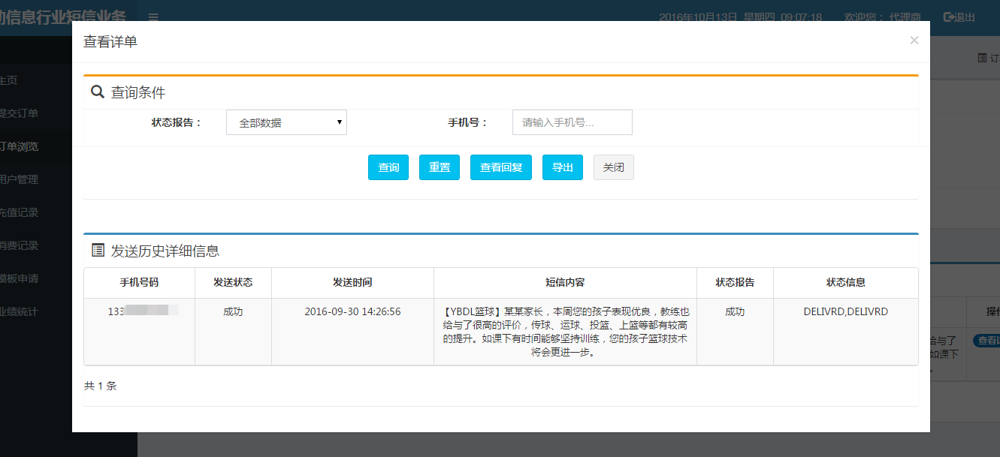 动信息行业短信业务
2016年10月13日 星期四 09:07:18 欢迎您： 代理商 退出
查看详单 ×
订
主页
提交订单
订单浏览
用户管理
充值记录
消费记录
模板申请
业绩统计
查询条件
状态报告： 全部数据 手机号： 请输入手机号...
查询 重置 查看回复 导出 关闭
发送历史详细信息
手机号码 发送状态 发送时间 短信内容 状态报告 状态信息
133 成功 2016-09-30 14:26:56 【YBDL篮球】某某家长，本周您的孩子表现优良，教练也 成功 DELIVRD,DELIVRD
给与了很高的评价，传球、运球、投篮、上篮等都有较高
的提升。如课下有时间能够坚持训练，您的孩子篮球技术
将会更进一步。
共 1 条
操作
给与了 查看
如课下
。